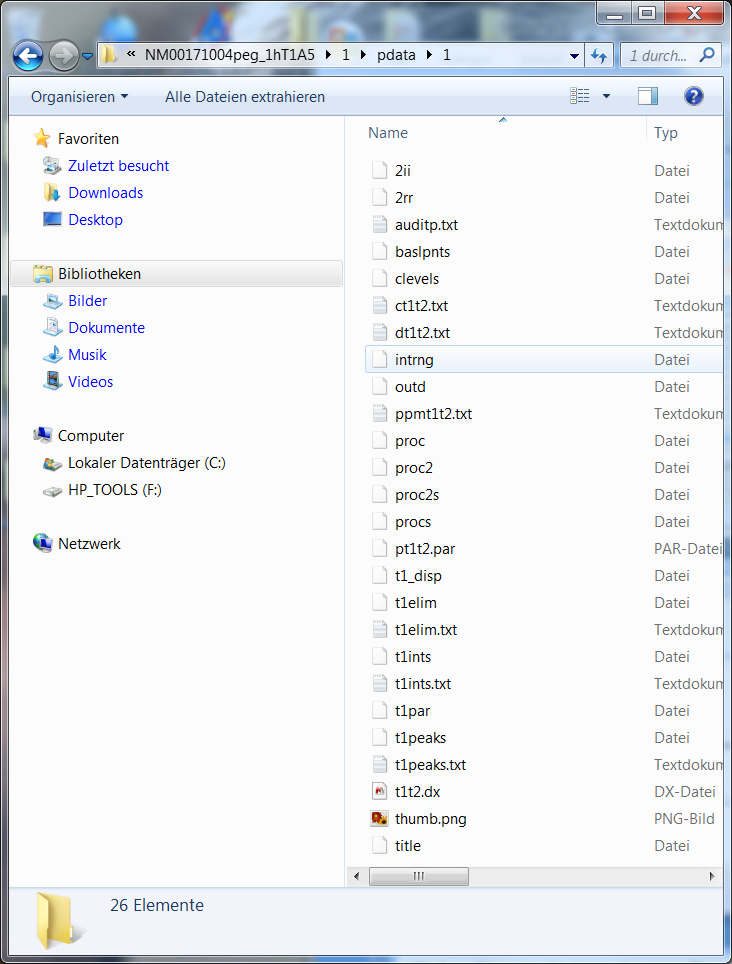 « NM00171004peg_1hT1A5 1 pdata 1
1 durch...
Organisieren Alle Dateien extrahieren
Favoriten
Zuletzt besucht
Downloads
Desktop
Bibliotheken
Bilder
Dokumente
Musik
Videos
Computer
Lokaler Datenträger (C:)
HP_TOOLS (F:)
Netzwerk
Name Typ
2ii Datei
2rr Datei
auditp.txt Textdokum
baslpnts Datei
clevels Datei
ct1t2.txt Textdokum
dt1t2.txt Textdokum
intrng Datei
outd Datei
ppmt1t2.txt Textdokum
proc Datei
proc2 Datei
proc2s Datei
procs Datei
pt1t2.par PAR-Datei
t1_disp Datei
t1elim Datei
t1elim.txt Textdokum
t1ints Datei
t1ints.txt Textdokum
t1par Datei
t1peaks Datei
t1peaks.txt Textdokum
t1t2.dx DX-Datei
thumb.png PNG-Bild
title Datei
26 Elemente